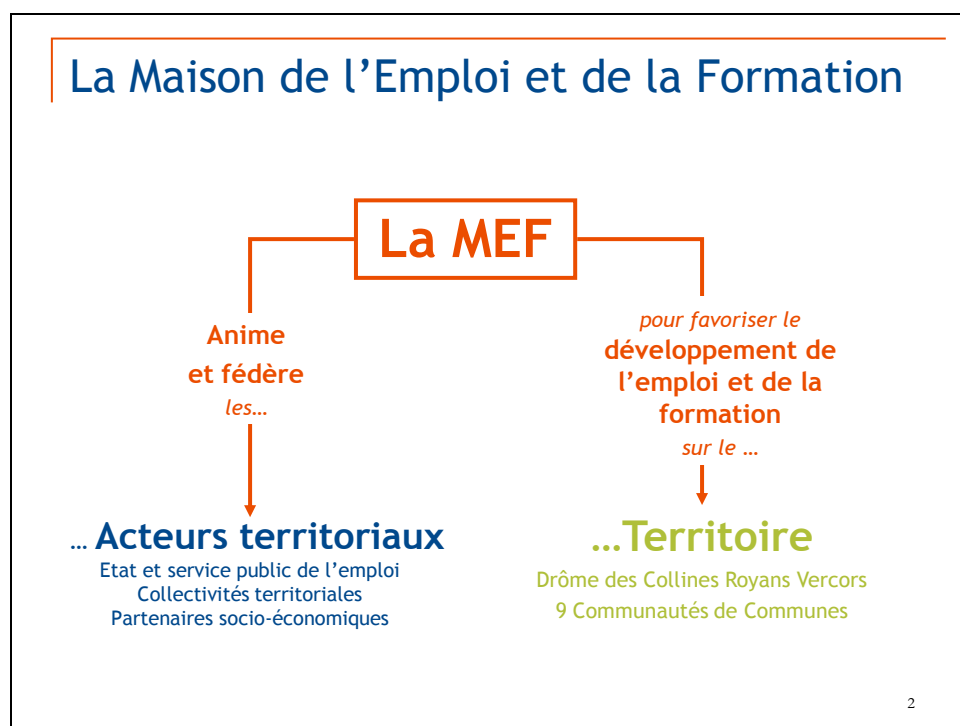 La Maison de l’Emploi et de la Formation
La MEF
Anime
et fédère
les…
… Acteurs territoriaux
Etat et service public de l’emploi
Collectivités territoriales
Partenaires socio-économiques
pour favoriser le
développement de
l’emploi et de la
formation
sur le …
…Territoire
Drôme des Collines Royans Vercors
9 Communautés de Communes
2